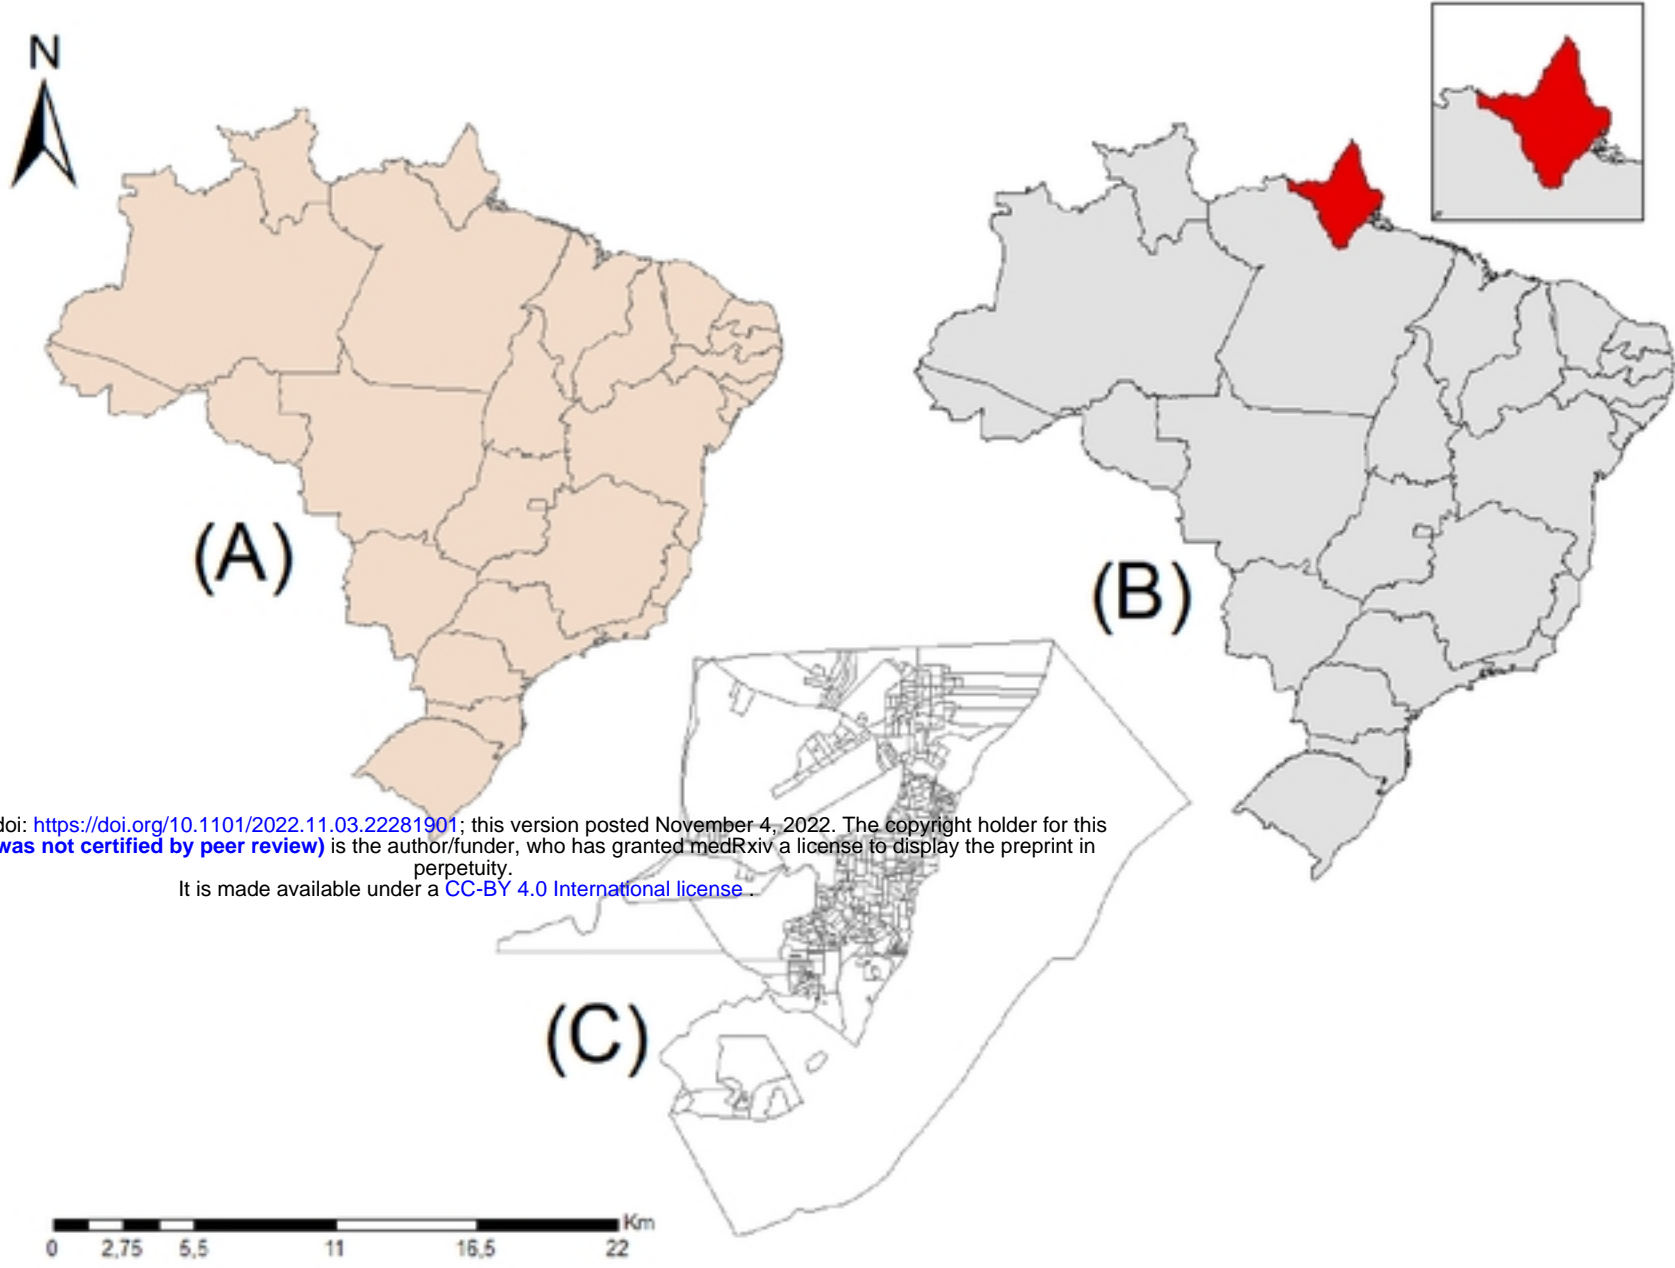 N
(A)
(B)
doi: https://doi.org/10.1101/2022.11.03.22281901; this version posted November 4, 2022. The copyright holder for this
was not certified by peer review) is the author/funder, who has granted medRxiv a license to display the preprint in
perpetuity.
It is made available under a CC-BY 4.0 International license .
(C)
Km
0 2,75 5,5 11 16,5 22